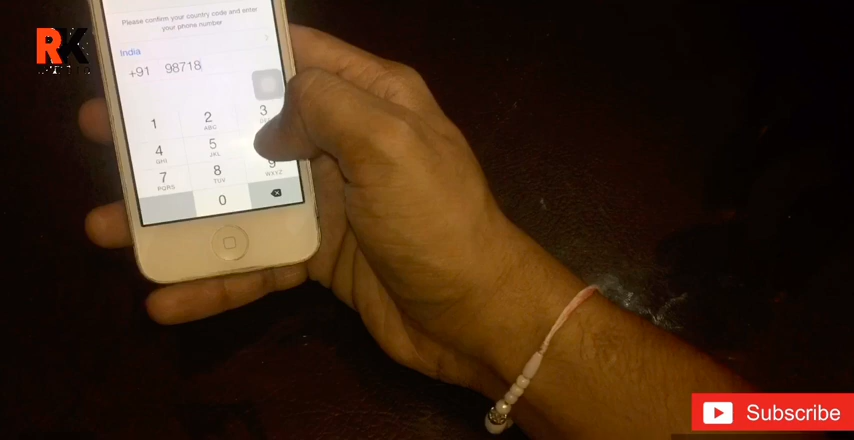 Please confirm your country code and enter
your phone number
RK
India
+91 98718
1 2 3
ABC
4 5
GHI JKL
7 8 9
PQRS TUV WXYZ
0
Subscribe